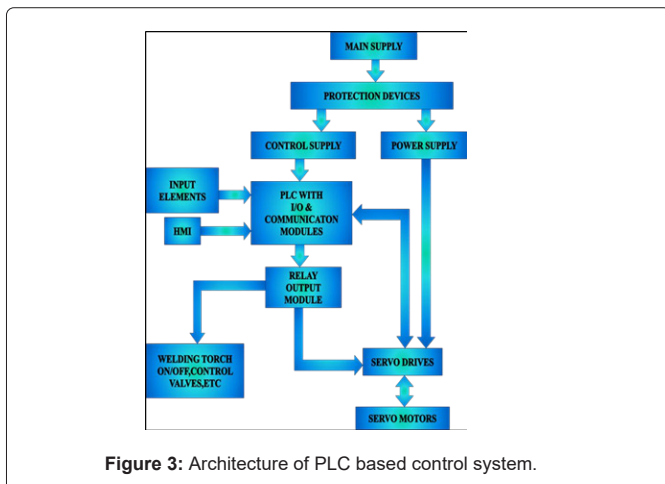 MAIN SUPPLY
PROTECTION DEVICES
CONTROL SUPPLY
POWER SUPPLY
INPUT
ELEMENTS
PLC WITH
I/O &
COMMUNICATON
MODULES
HMI
RELAY
OUTPUT
MODULE
WELDING TORCH
ON/OFF,CONTROL
VALVES,ETC
SERVO DRIVES
SERVO MOTORS
Figure 3: Architecture of PLC based control system.